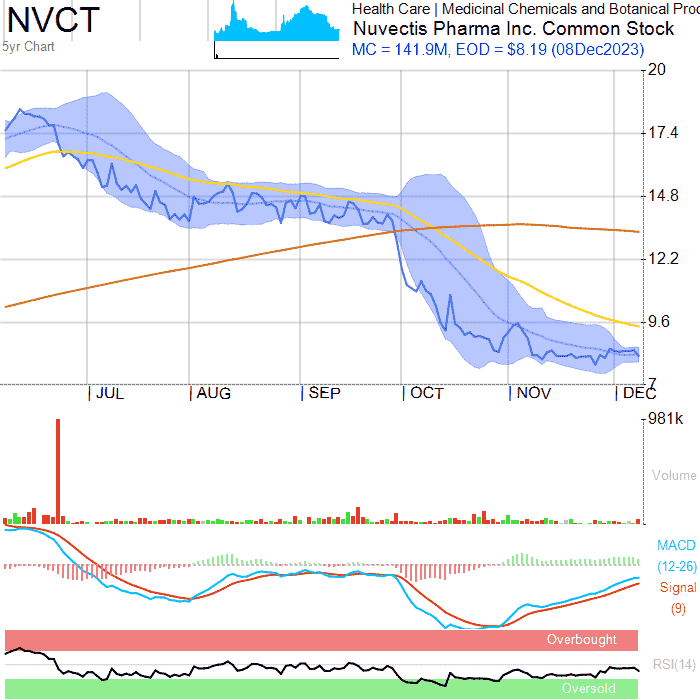 NVCT
5yr Chart
Health Care | Medicinal Chemicals and Botanical Pro
Nuvectis Pharma Inc. Common Stock
MC = 141.9M, EOD = $8.19 (08Dec2023)
20
17.4
14.8
12.2
9.6
7
JUL AUG SEP OCT NOV DEC
981k
Volume
MACD
(12-26)
Signal
(9)
Overbought
RSI(14)
Oversold